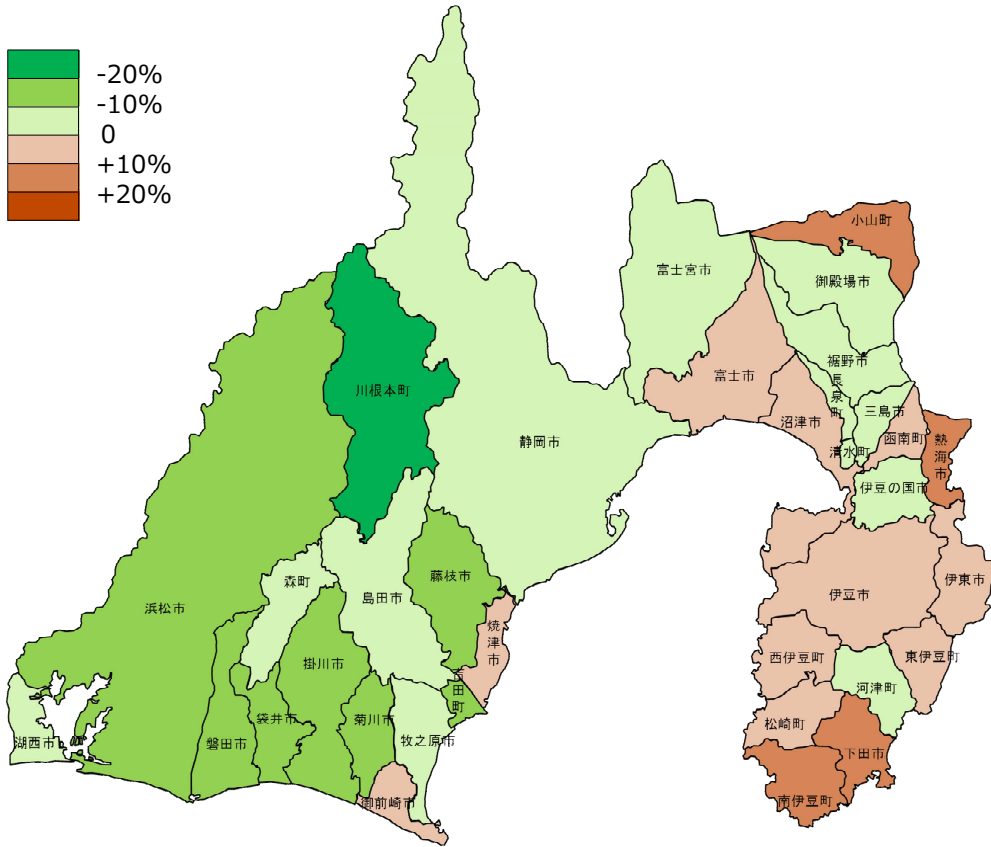 -20%
-10%
0
+10%
+20%
小山町
富士宮市
御殿場市
裾野市
富士市
長泉町
川根本町
三島市
沼津市
函南町
熱海市
静岡市
清水町
伊豆の国市
藤枝市
森町
伊東市
島田市
伊豆市
浜松市
焼津市
東伊豆町
西伊豆町
掛川市
吉田町
河津町
袋井市
菊川市
松崎町
牧之原市
湖西市
磐田市
下田市
御前崎市
南伊豆町